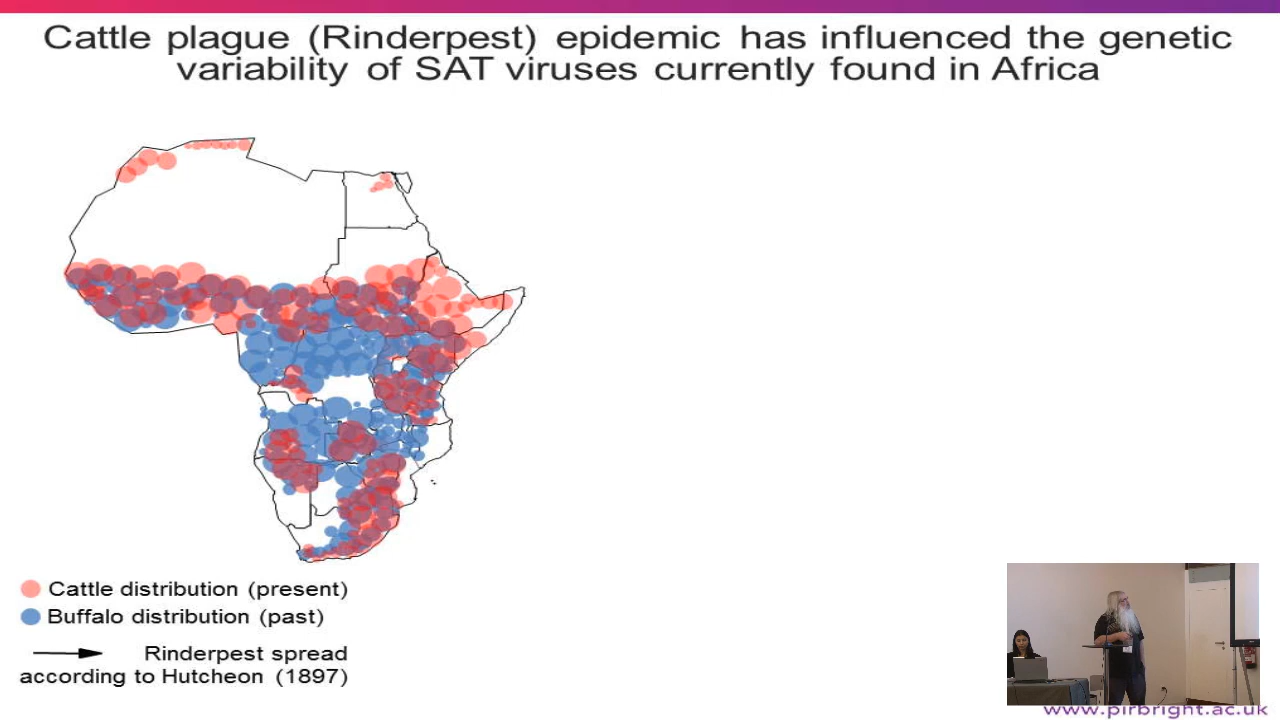 Cattle plague (Rinderpest) epidemic has influenced the genetic
variability of SAT viruses currently found in Africa
Cattle distribution (present)
Buffalo distribution (past)
Rinderpest spread
according to Hutcheon (1897)
www.pirbright.ac.uk